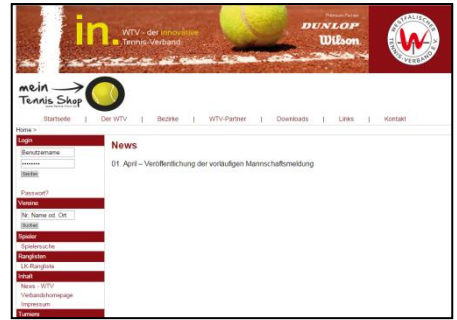 in. WTV - der innovative
Tennis-Verband
Premium Partner
DUNLOP
Wilson
WESTFÄLISCHER TENNIS-VERBAND E.V.
mein
Tennis Shop
Startseite | Der WTV | Bezirke | WTV-Partner | Downloads | Links | Kontakt
Home >
Login
News
Benutzername
01. April – Veröffentlichung der vorläufigen Mannschaftsmeldung
Passwort?
Vereine
Nr. Name od. Ort
Suchen
Spieler
Spielersuche
Ranglisten
LK-Rangliste
Inhalt
News - WTV
Verbandshomepage
Impressum
Turniere